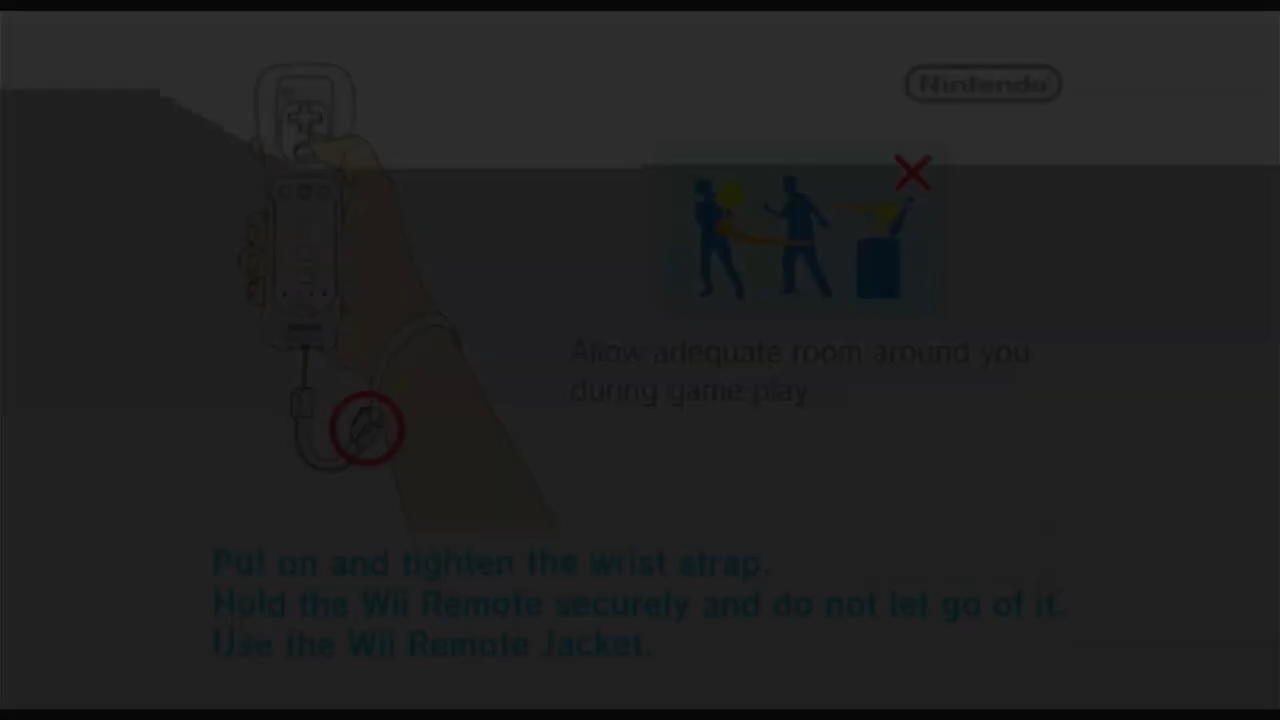 Nintendo
Allow adequate room around you
during game play
Put on and tighten the wrist strap.
Hold the Wii Remote securely and do not let go of it.
Use the Wii Remote Jacket.